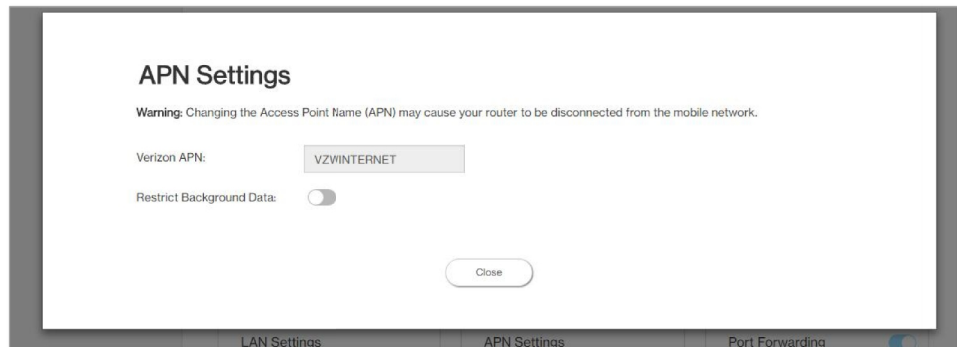 APN Settings
Warning: Changing the Access Point Name (APN) may cause your router to be disconnected from the mobile network.
Verizon APN: VZWINTERNET
Restrict Background Data:
Close
LAN Settings APN Settings Port Forwarding